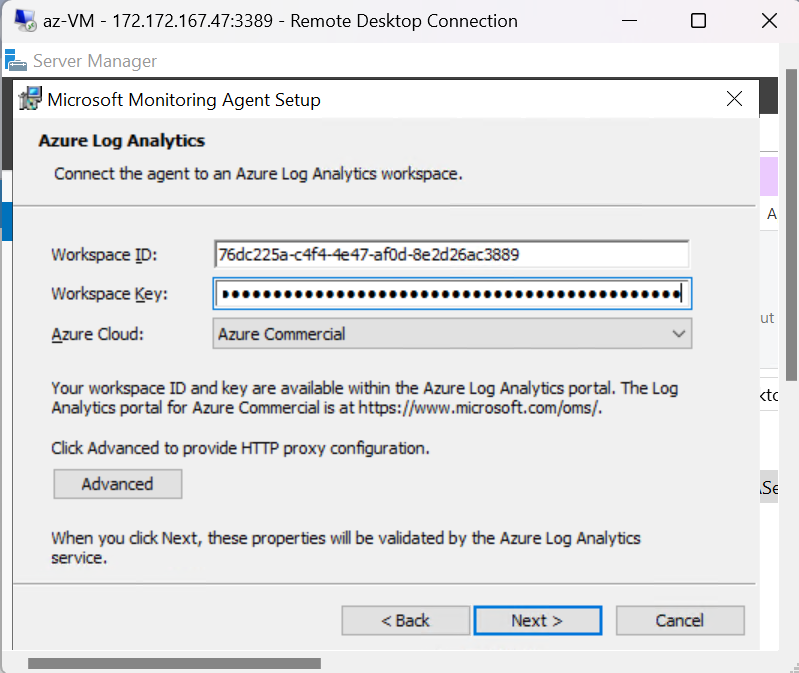 az-VM - 172.172.167.47:3389 - Remote Desktop Connection
Server Manager
Microsoft Monitoring Agent Setup
Azure Log Analytics
Connect the agent to an Azure Log Analytics workspace.
A
Workspace ID: 76dc225a-c4f4-4e47-af0d-8e2d26ac3889
Workspace Key:
ut
Azure Cloud: Azure Commercial
Your workspace ID and key are available within the Azure Log Analytics portal. The Log
Analytics portal for Azure Commercial is at https://www.microsoft.com/oms/.
Click Advanced to provide HTTP proxy configuration.
Advanced
When you click Next, these properties will be validated by the Azure Log Analytics
service.
< Back Next > Cancel